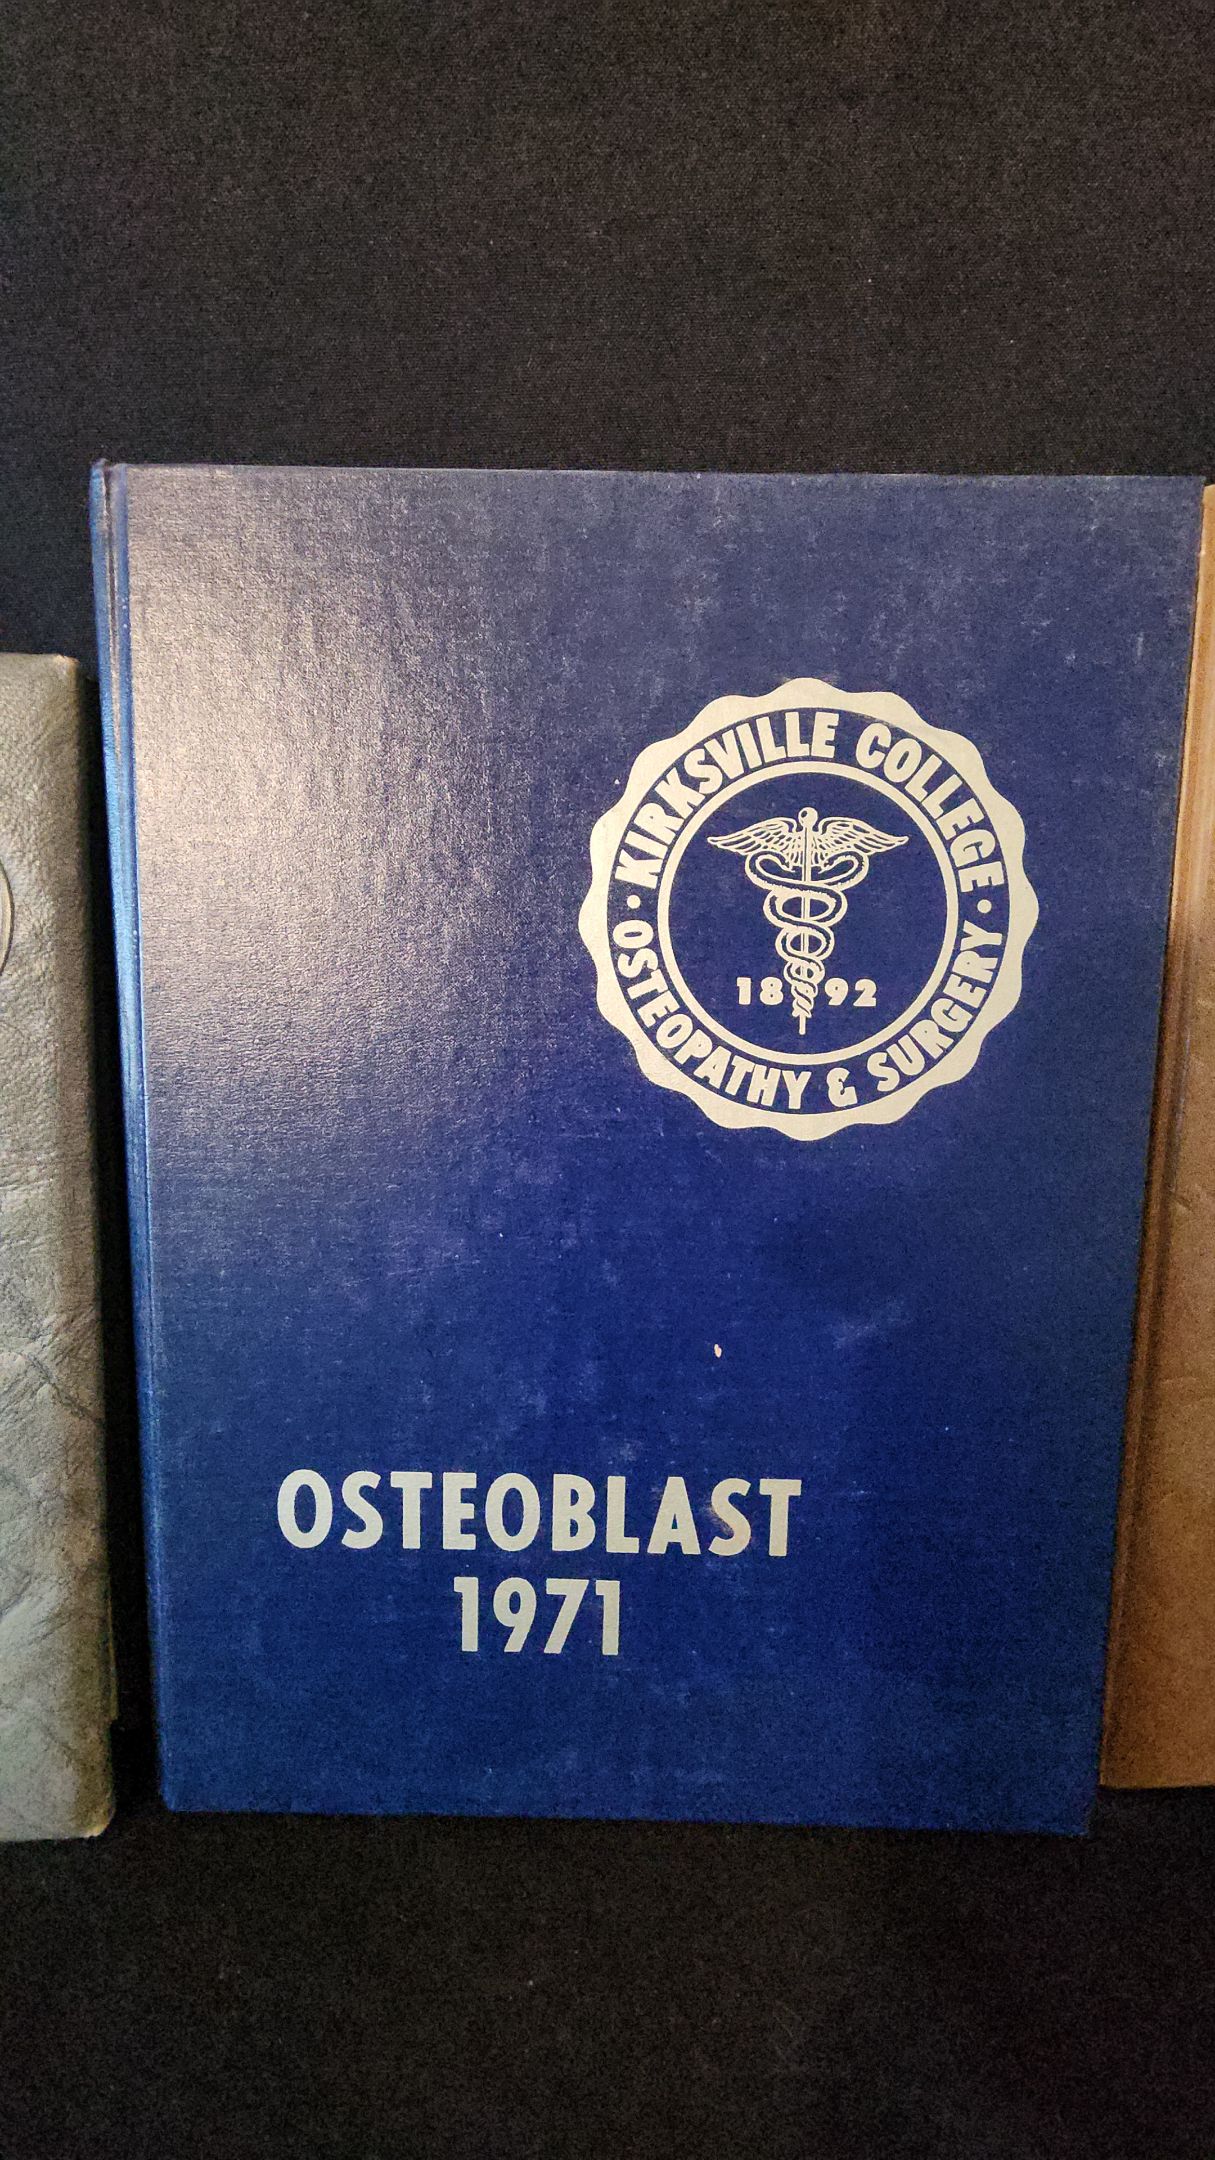 · KIRKSVILLE COLLEGE ·
OSTEOPATHY & SURGERY
1892
OSTEOBLAST
1971